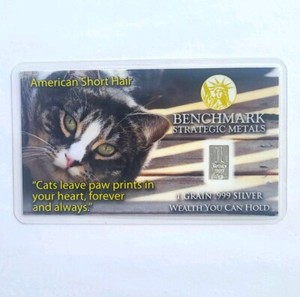 American Short Hair
BENCHMARK
STRATEGIC METALS
"Cats leave paw prints in
your heart, forever
and always."
1 GRAIN .999 SILVER
WEALTH YOU CAN HOLD